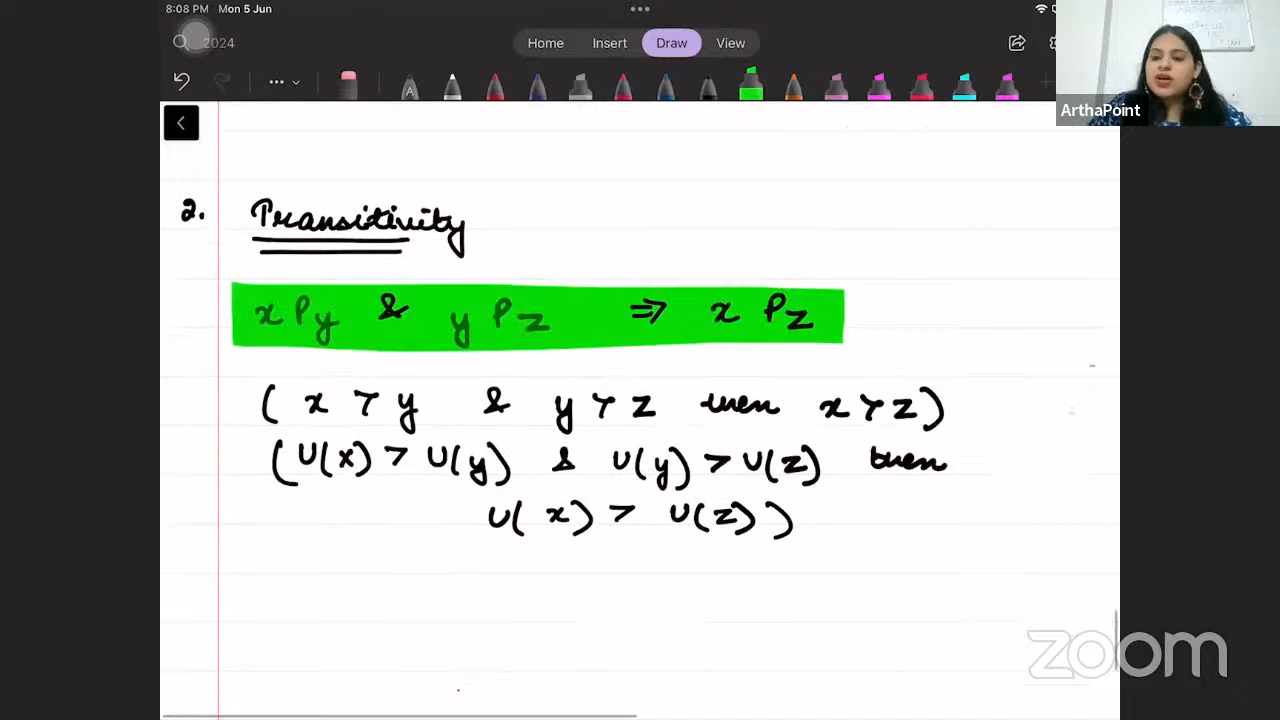 8:08 PM Mon 5 Jun
2024
Home Insert Draw View
ArthaPoint
2. Transitivity
x P y & y P z ⇒ x P z
( x ≻ y & y ≻ z then x ≻ z )
( U(x) > U(y) & U(y) > U(z) then
U( x) > U(z) )
zoom